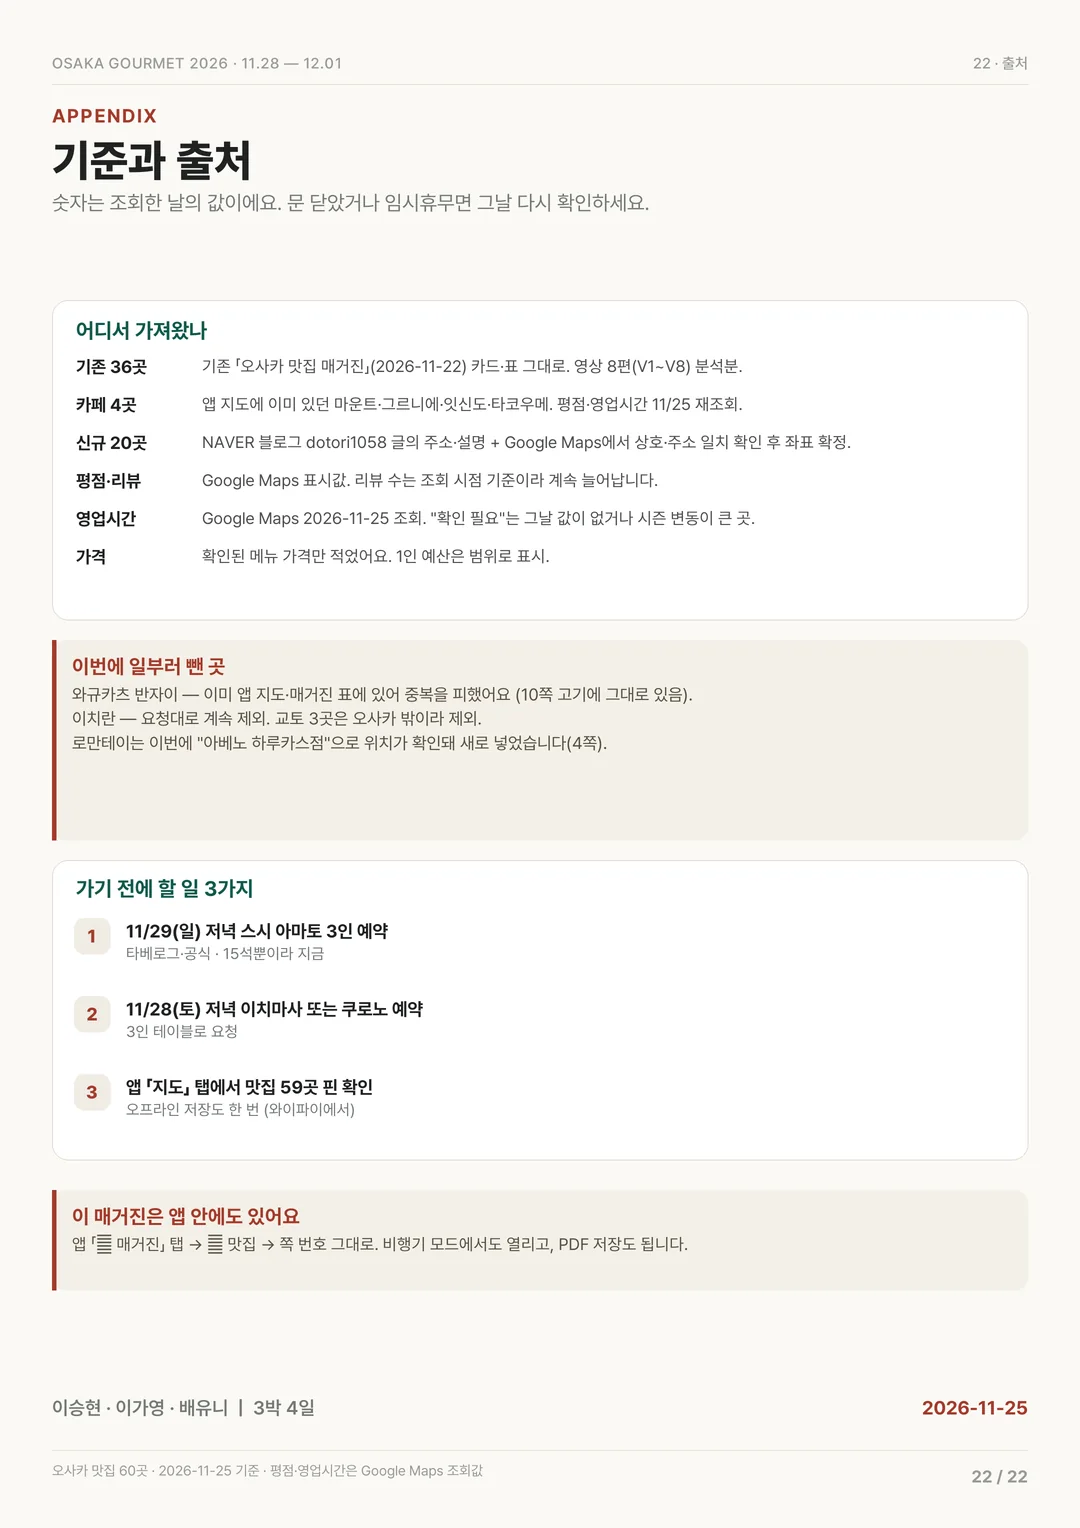 OSAKA GOURMET 2026 · 11.28 — 12.01
22 · 출처
APPENDIX
기준과 출처
숫자는 조회한 날의 값이에요. 문 닫았거나 임시휴무면 그날 다시 확인하세요.
어디서 가져왔나
기존 36곳 기존 「오사카 맛집 매거진」(2026-11-22) 카드·표 그대로. 영상 8편(V1~V8) 분석분.
카페 4곳 앱 지도에 이미 있던 마운트·그르니에·잇신도·타코우메. 평점·영업시간 11/25 재조회.
신규 20곳 NAVER 블로그 dotori1058 글의 주소·설명 + Google Maps에서 상호·주소 일치 확인 후 좌표 확정.
평점·리뷰 Google Maps 표시값. 리뷰 수는 조회 시점 기준이라 계속 늘어납니다.
영업시간 Google Maps 2026-11-25 조회. "확인 필요"는 그날 값이 없거나 시즌 변동이 큰 곳.
가격 확인된 메뉴 가격만 적었어요. 1인 예산은 범위로 표시.
이번에 일부러 뺀 곳
와규카츠 반자이 — 이미 앱 지도·매거진 표에 있어 중복을 피했어요 (10쪽 고기에 그대로 있음).
이치란 — 요청대로 계속 제외. 교토 3곳은 오사카 밖이라 제외.
로만테이는 이번에 "아베노 하루카스점"으로 위치가 확인돼 새로 넣었습니다(4쪽).
가기 전에 할 일 3가지
1 11/29(일) 저녁 스시 아마토 3인 예약
타베로그·공식 · 15석뿐이라 지금
2 11/28(토) 저녁 이치마사 또는 쿠로노 예약
3인 테이블로 요청
3 앱 「지도」 탭에서 맛집 59곳 핀 확인
오프라인 저장도 한 번 (와이파이에서)
이 매거진은 앱 안에도 있어요
앱 「 매거진」 탭 → 맛집 → 쪽 번호 그대로. 비행기 모드에서도 열리고, PDF 저장도 됩니다.
이승현 · 이가영 · 배유니 | 3박 4일
2026-11-25
오사카 맛집 60곳 · 2026-11-25 기준 · 평점·영업시간은 Google Maps 조회값
22 / 22